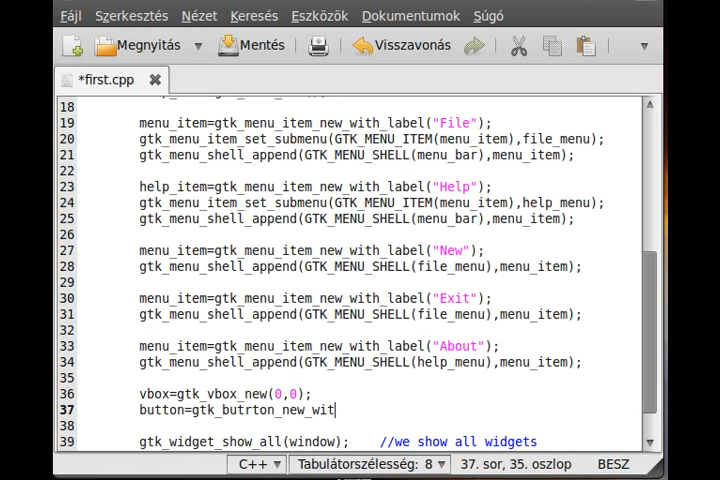 Fájl Szerkesztés Nézet Keresés Eszközök Dokumentumok Súgó
Megnyitás Mentés Visszavonás
*first.cpp
18
19 menu_item=gtk_menu_item_new_with_label("File");
20 gtk_menu_item_set_submenu(GTK_MENU_ITEM(menu_item),file_menu);
21 gtk_menu_shell_append(GTK_MENU_SHELL(menu_bar),menu_item);
22
23 help_item=gtk_menu_item_new_with_label("Help");
24 gtk_menu_item_set_submenu(GTK_MENU_ITEM(menu_item),help_menu);
25 gtk_menu_shell_append(GTK_MENU_SHELL(menu_bar),menu_item);
26
27 menu_item=gtk_menu_item_new_with_label("New");
28 gtk_menu_shell_append(GTK_MENU_SHELL(file_menu),menu_item);
29
30 menu_item=gtk_menu_item_new_with_label("Exit");
31 gtk_menu_shell_append(GTK_MENU_SHELL(file_menu),menu_item);
32
33 menu_item=gtk_menu_item_new_with_label("About");
34 gtk_menu_shell_append(GTK_MENU_SHELL(help_menu),menu_item);
35
36 vbox=gtk_vbox_new(0,0);
37 button=gtk_butrton_new_wit
38
39 gtk_widget_show_all(window); //we show all widgets
C++ Tabulátorszélesség: 8 37. sor, 35. oszlop BESZ